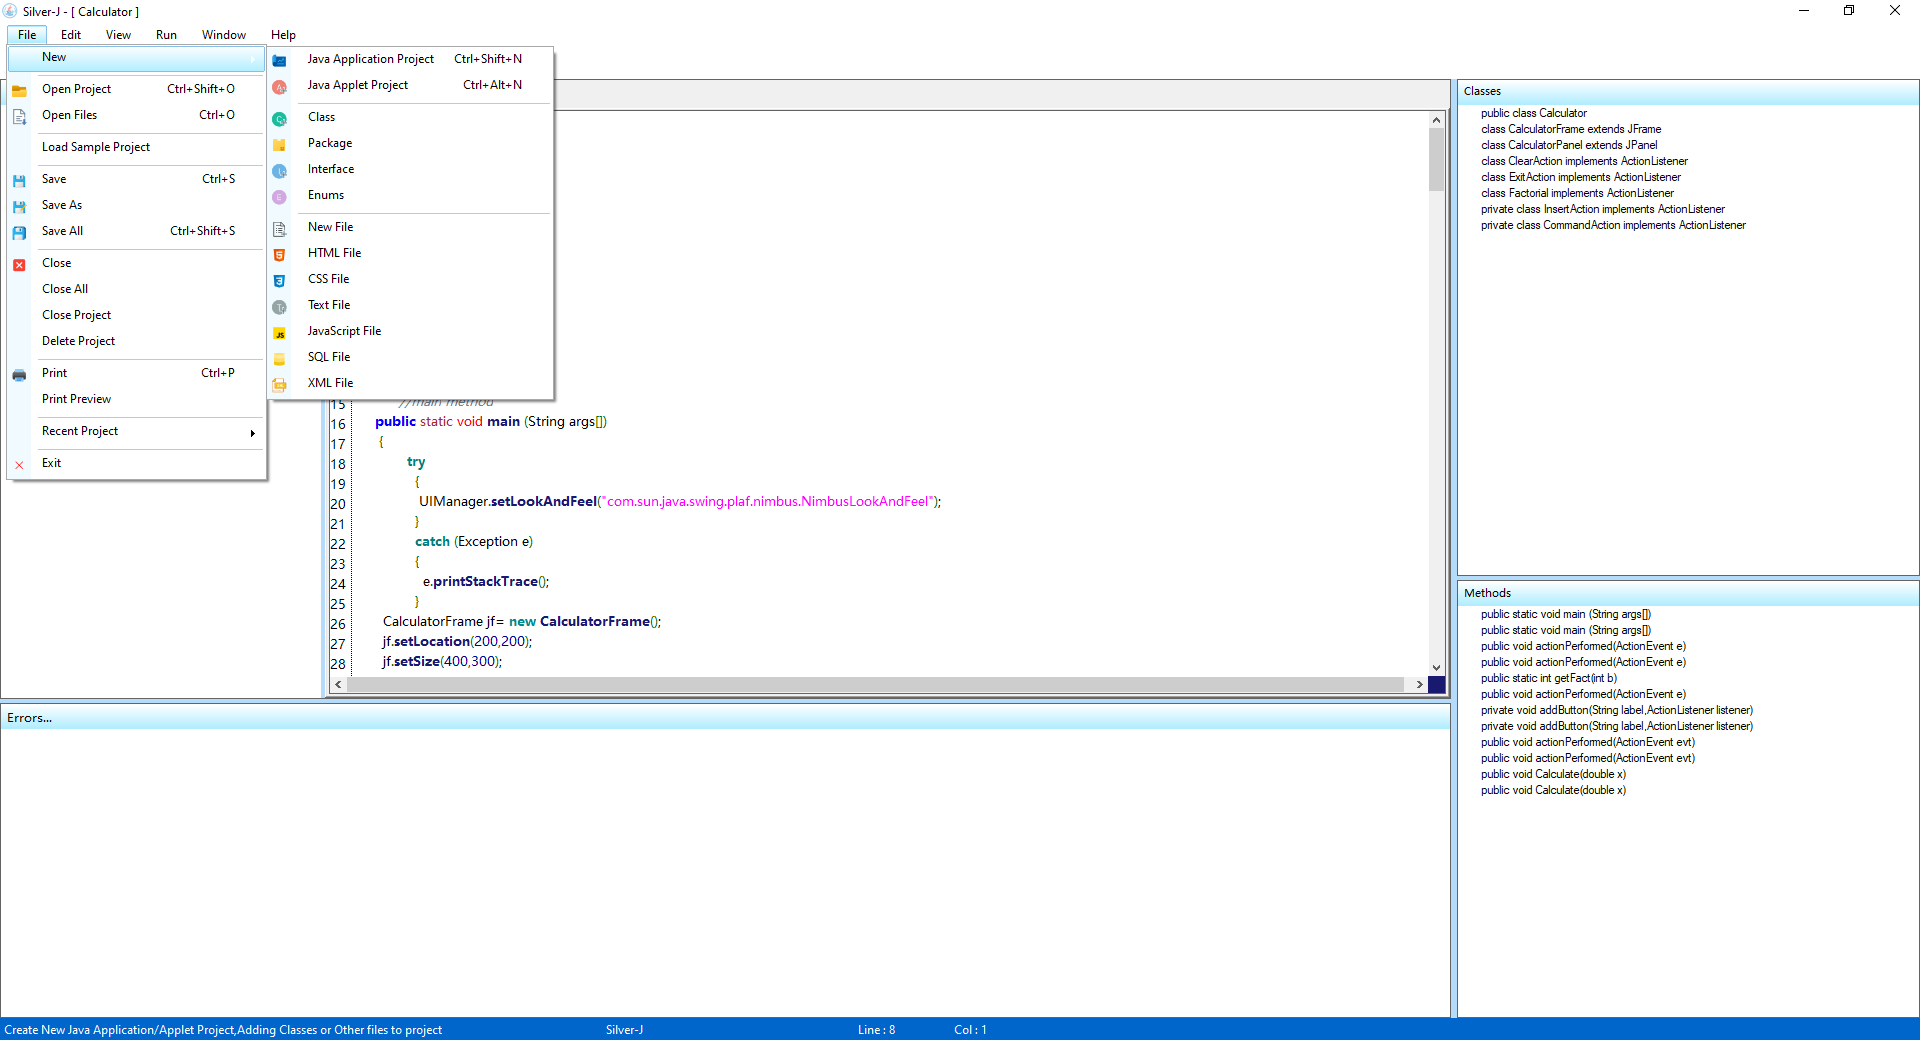 Silver-J - [ Calculator ]
File Edit View Run Window Help
New
Open Project Ctrl+Shift+O
Open Files Ctrl+O
Load Sample Project
Save Ctrl+S
Save As
Save All Ctrl+Shift+S
Close
Close All
Close Project
Delete Project
Print Ctrl+P
Print Preview
Recent Project
Exit
Java Application Project Ctrl+Shift+N
Java Applet Project Ctrl+Alt+N
Class
Package
Interface
Enums
New File
HTML File
CSS File
Text File
JavaScript File
SQL File
XML File
15 //main method
16 public static void main (String args[])
17 {
18 try
19 {
20 UIManager.setLookAndFeel("com.sun.java.swing.plaf.nimbus.NimbusLookAndFeel");
21 }
22 catch (Exception e)
23 {
24 e.printStackTrace();
25 }
26 CalculatorFrame jf= new CalculatorFrame();
27 jf.setLocation(200,200);
28 jf.setSize(400,300);
Classes
public class Calculator
class CalculatorFrame extends JFrame
class CalculatorPanel extends JPanel
class ClearAction implements ActionListener
class ExitAction implements ActionListener
class Factorial implements ActionListener
private class InsertAction implements ActionListener
private class CommandAction implements ActionListener
Methods
public static void main (String args[])
public static void main (String args[])
public void actionPerformed(ActionEvent e)
public void actionPerformed(ActionEvent e)
public static int getFact(int b)
public void actionPerformed(ActionEvent e)
private void addButton(String label,ActionListener listener)
private void addButton(String label,ActionListener listener)
public void actionPerformed(ActionEvent evt)
public void actionPerformed(ActionEvent evt)
public void Calculate(double x)
public void Calculate(double x)
Errors...
Create New Java Application/Applet Project,Adding Classes or Other files to project Silver-J Line : 8 Col : 1